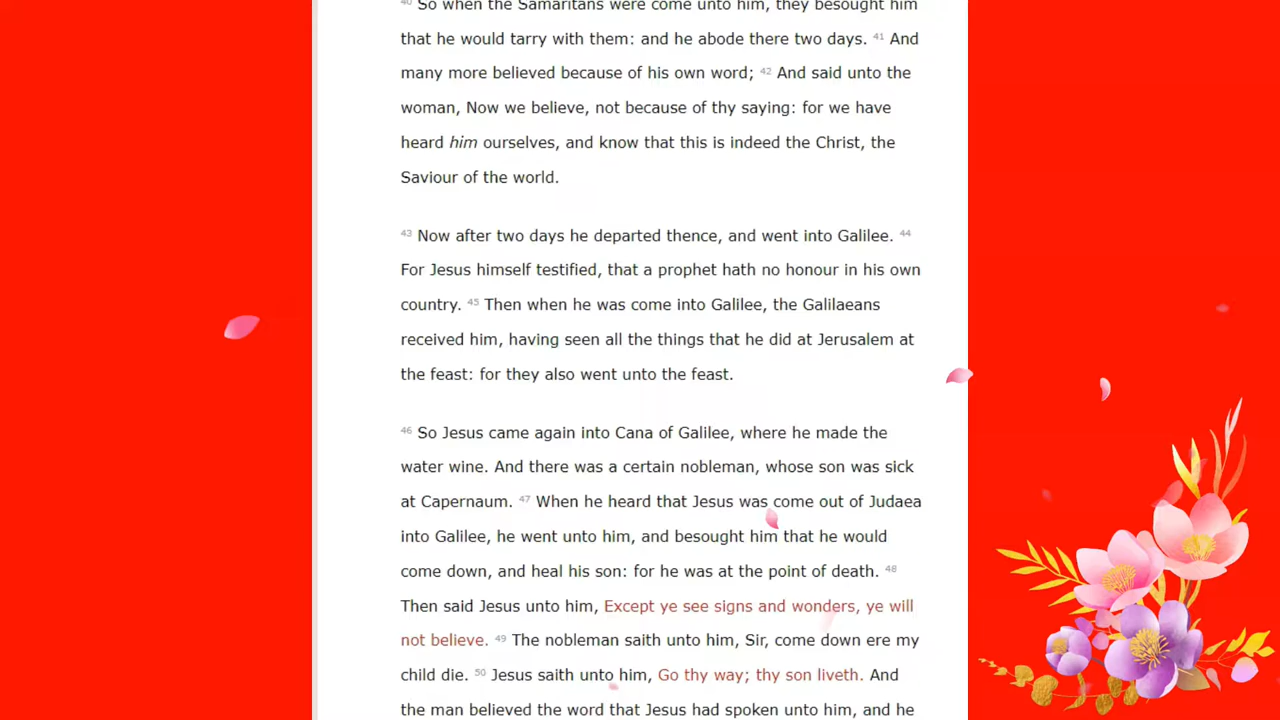 40 So when the Samaritans were come unto him, they besought him
that he would tarry with them: and he abode there two days. 41 And
many more believed because of his own word; 42 And said unto the
woman, Now we believe, not because of thy saying: for we have
heard him ourselves, and know that this is indeed the Christ, the
Saviour of the world.
43 Now after two days he departed thence, and went into Galilee. 44
For Jesus himself testified, that a prophet hath no honour in his own
country. 45 Then when he was come into Galilee, the Galilaeans
received him, having seen all the things that he did at Jerusalem at
the feast: for they also went unto the feast.
46 So Jesus came again into Cana of Galilee, where he made the
water wine. And there was a certain nobleman, whose son was sick
at Capernaum. 47 When he heard that Jesus was come out of Judaea
into Galilee, he went unto him, and besought him that he would
come down, and heal his son: for he was at the point of death. 48
Then said Jesus unto him, Except ye see signs and wonders, ye will
not believe. 49 The nobleman saith unto him, Sir, come down ere my
child die. 50 Jesus saith unto him, Go thy way; thy son liveth. And
the man believed the word that Jesus had spoken unto him, and he